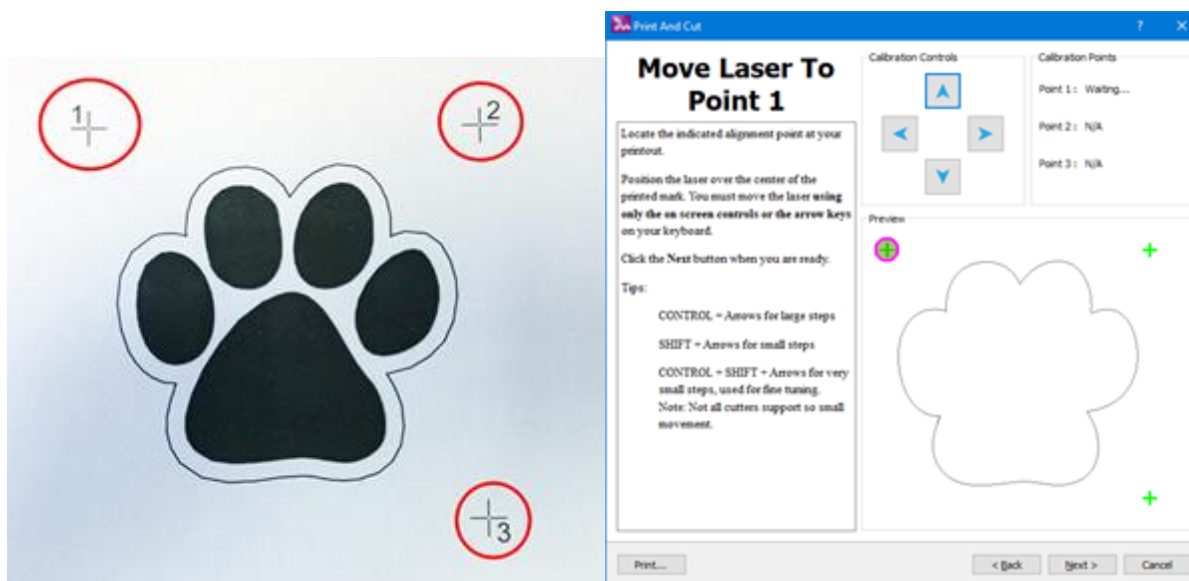 1
2
3
Print And Cut
?
Move Laser To
Point 1
Locate the indicated alignment point at your
printout.
Position the laser over the center of the
printed mark. You must move the laser using
only the on screen controls or the arrow keys
on your keyboard.
Click the Next button when you are ready.
Tips:
CONTROL + Arrows for large steps
SHIFT + Arrows for small steps
CONTROL + SHIFT + Arrows for very
small steps, used for fine tuning.
Note: Not all cutters support so small
movement.
Calibration Controls
Calibration Points
Point 1: Waiting...
Point 2: N/A
Point 3: N/A
Preview
Print...
< Back
Next >
Cancel